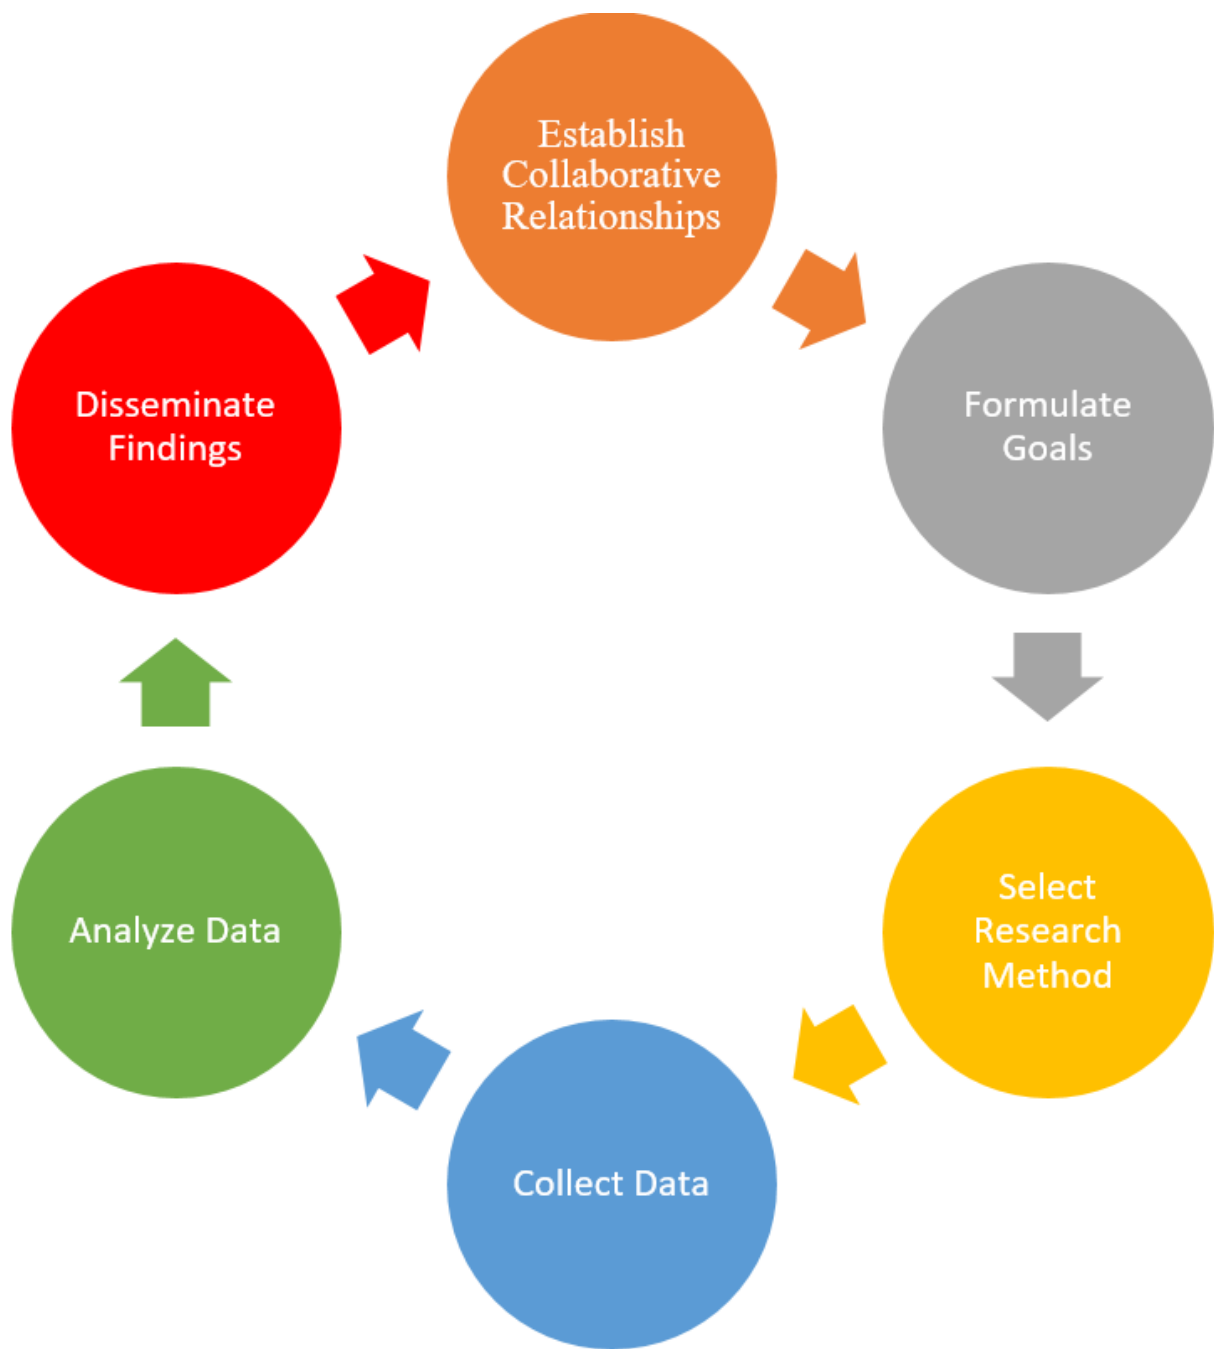 Establish
Collaborative
Relationships
Formulate
Goals
Select
Research
Method
Collect Data
Analyze Data
Disseminate
Findings